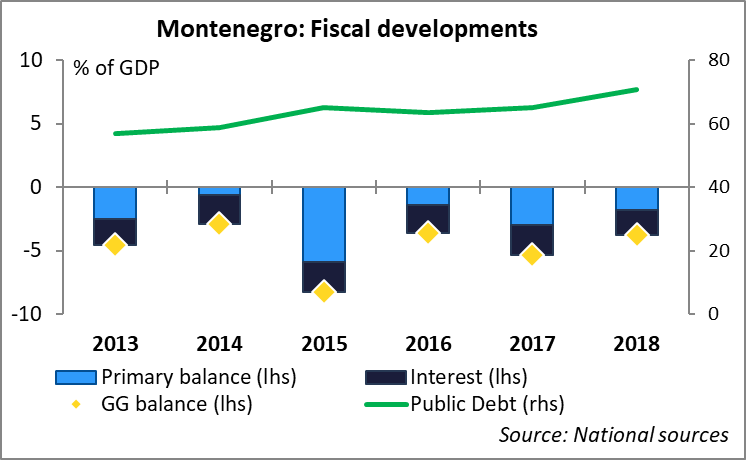 Montenegro: Fiscal developments
% of GDP
10
5
0
-5
-10
80
60
40
20
0
2013 2014 2015 2016 2017 2018
Primary balance (lhs) Interest (lhs)
GG balance (lhs) Public Debt (rhs)
Source: National sources